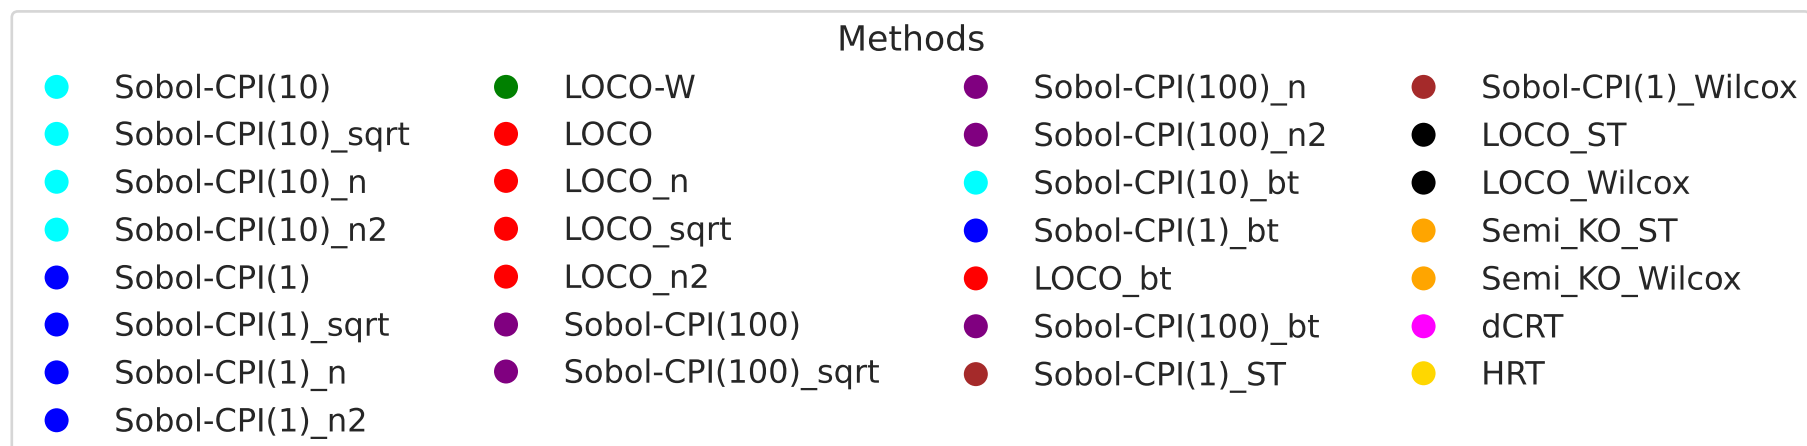 Methods
Sobol-CPI(10)
Sobol-CPI(10)_sqrt
Sobol-CPI(10)_n
Sobol-CPI(10)_n2
Sobol-CPI(1)
Sobol-CPI(1)_sqrt
Sobol-CPI(1)_n
Sobol-CPI(1)_n2
LOCO-W
LOCO
LOCO_n
LOCO_sqrt
LOCO_n2
Sobol-CPI(100)
Sobol-CPI(100)_sqrt
Sobol-CPI(100)_n
Sobol-CPI(100)_n2
Sobol-CPI(10)_bt
Sobol-CPI(1)_bt
LOCO_bt
Sobol-CPI(100)_bt
Sobol-CPI(1)_ST
Sobol-CPI(1)_Wilcox
LOCO_ST
LOCO_Wilcox
Semi_KO_ST
Semi_KO_Wilcox
dCRT
HRT